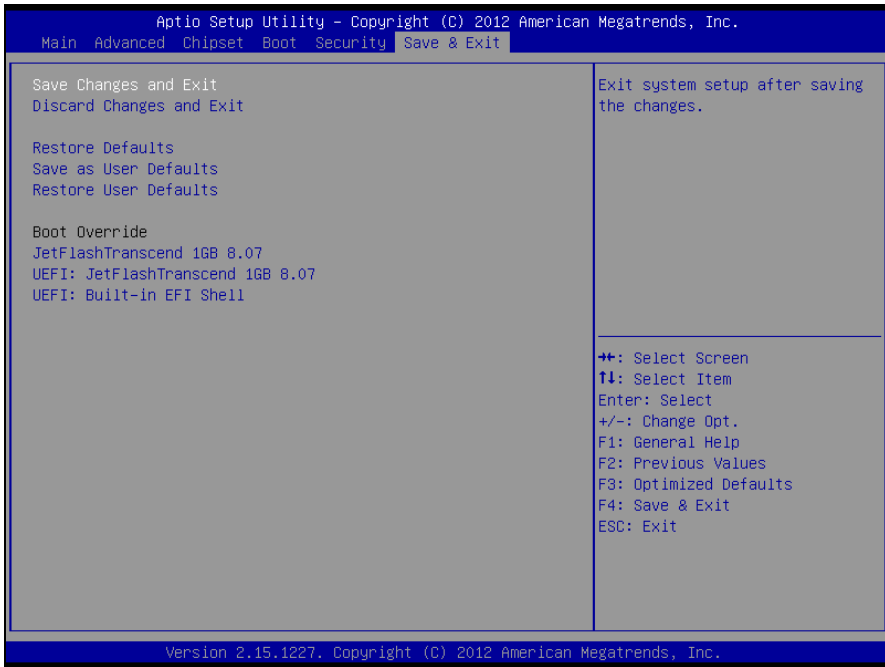 Aptio Setup Utility – Copyright (C) 2012 American Megatrends, Inc.
Main Advanced Chipset Boot Security Save & Exit
Save Changes and Exit
Discard Changes and Exit
Restore Defaults
Save as User Defaults
Restore User Defaults
Boot Override
JetFlashTranscend 1GB 8.07
UEFI: JetFlashTranscend 1GB 8.07
UEFI: Built-in EFI Shell
Exit system setup after saving
the changes.
→←: Select Screen
↑↓: Select Item
Enter: Select
+/-: Change Opt.
F1: General Help
F2: Previous Values
F3: Optimized Defaults
F4: Save & Exit
ESC: Exit
Version 2.15.1227. Copyright (C) 2012 American Megatrends, Inc.